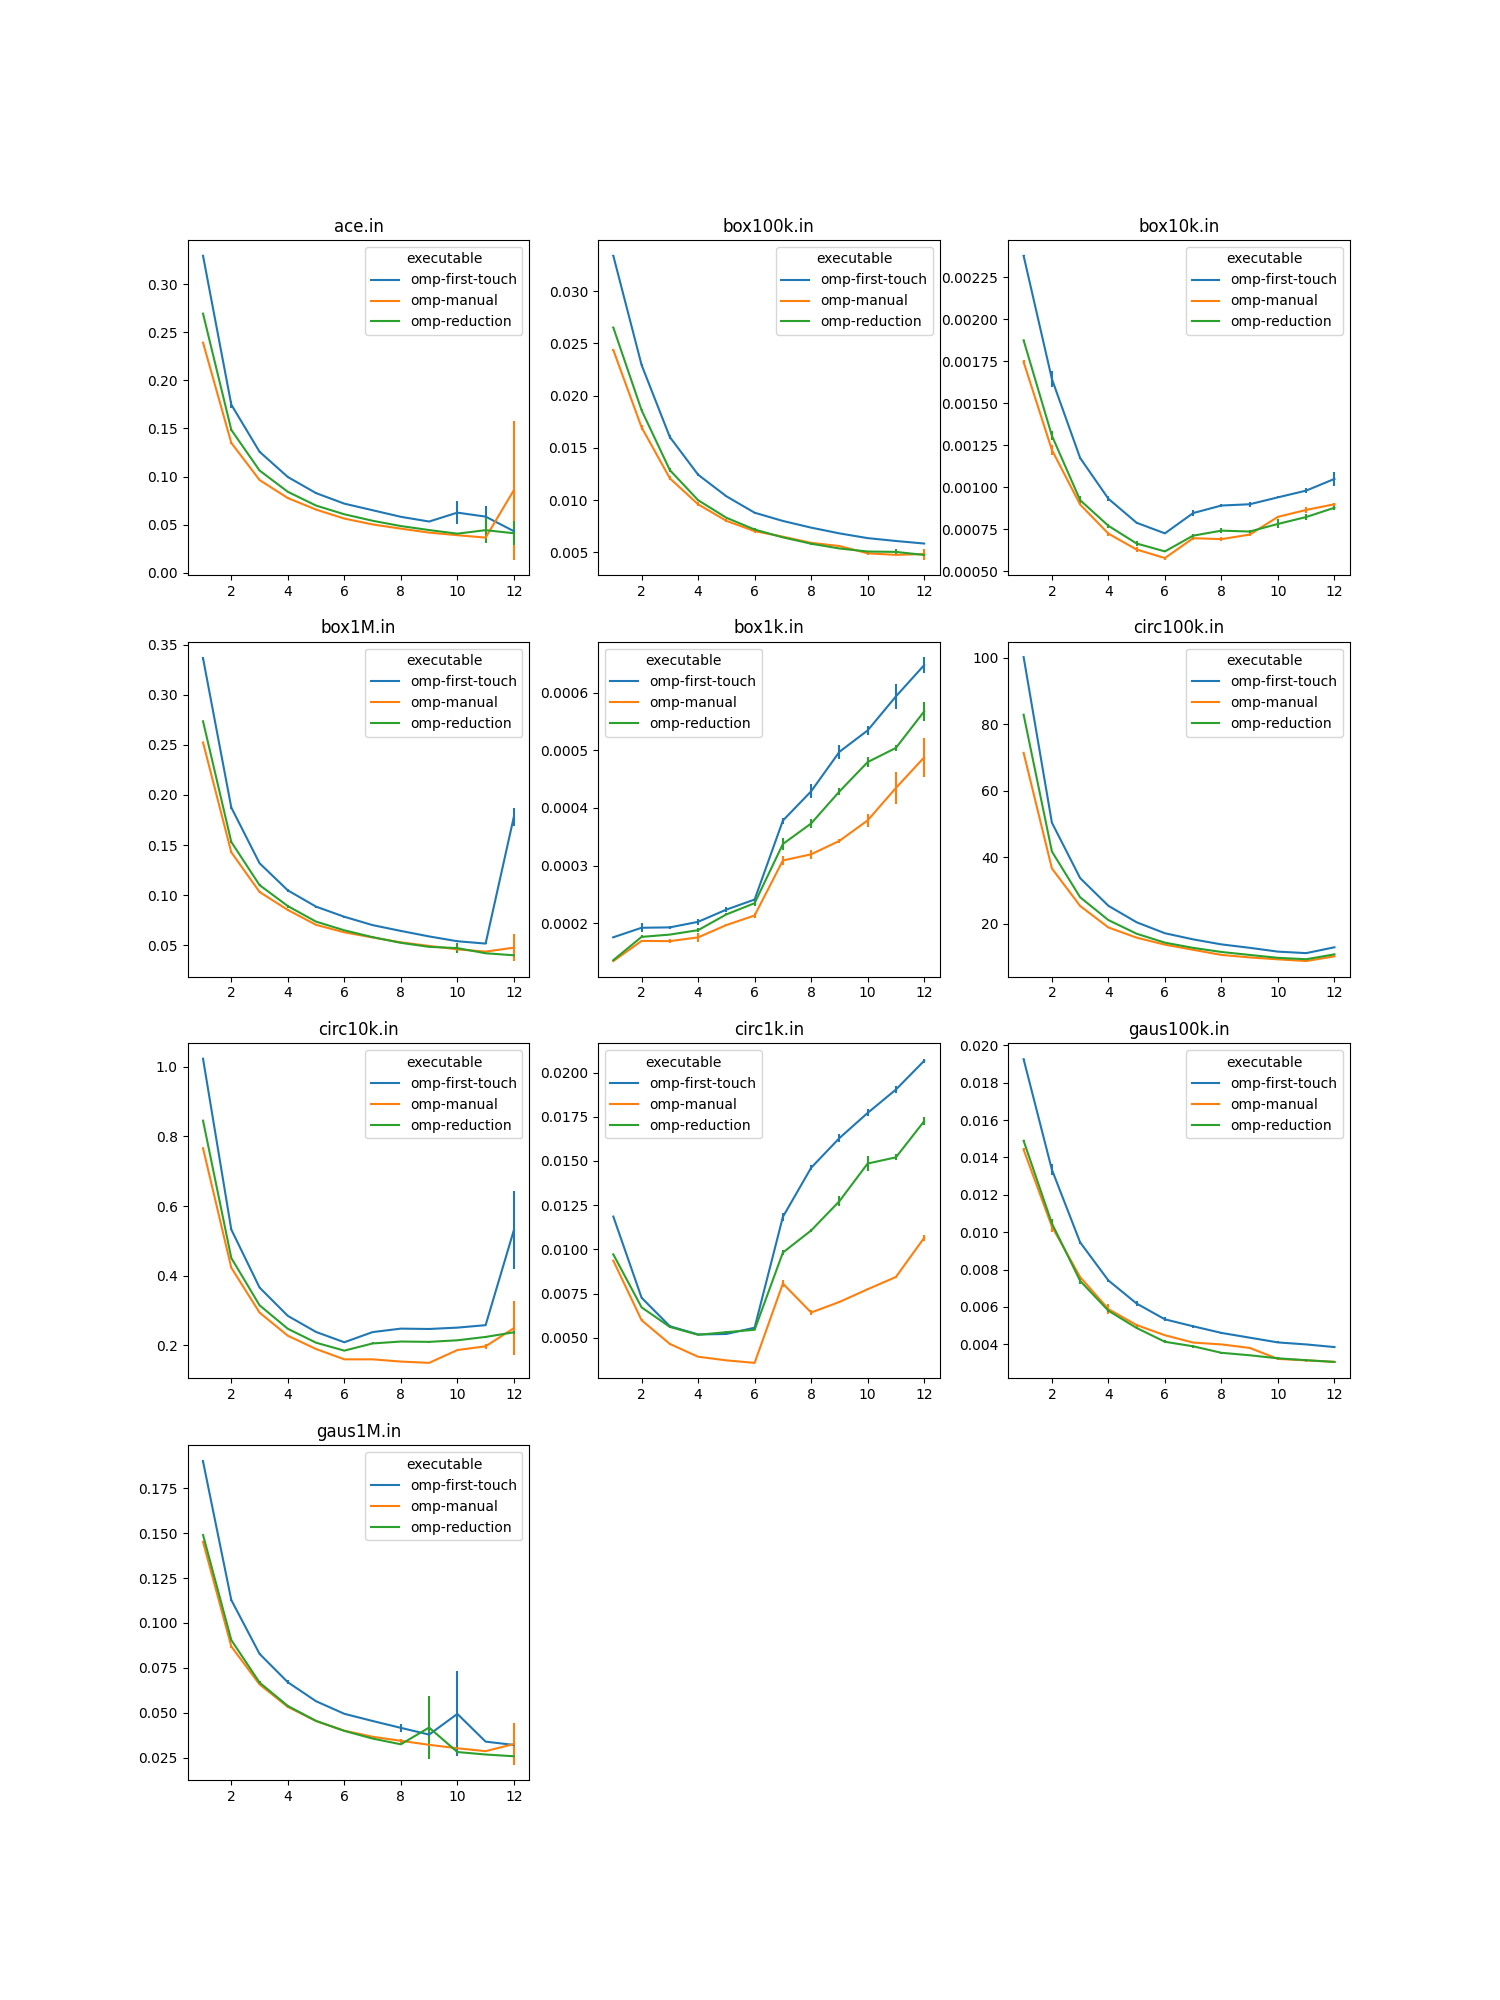 ace.in
executable
omp-first-touch
omp-manual
omp-reduction
0.30
0.25
0.20
0.15
0.10
0.05
0.00
2 4 6 8 10 12
box100k.in
executable
omp-first-touch
omp-manual
omp-reduction
0.030
0.025
0.020
0.015
0.010
0.005
2 4 6 8 10 12
box10k.in
executable
omp-first-touch
omp-manual
omp-reduction
0.00225
0.00200
0.00175
0.00150
0.00125
0.00100
0.00075
0.00050
2 4 6 8 10 12
box1M.in
executable
omp-first-touch
omp-manual
omp-reduction
0.35
0.30
0.25
0.20
0.15
0.10
0.05
2 4 6 8 10 12
box1k.in
executable
omp-first-touch
omp-manual
omp-reduction
0.0006
0.0005
0.0004
0.0003
0.0002
2 4 6 8 10 12
circ100k.in
executable
omp-first-touch
omp-manual
omp-reduction
100
80
60
40
20
2 4 6 8 10 12
circ10k.in
executable
omp-first-touch
omp-manual
omp-reduction
1.0
0.8
0.6
0.4
0.2
2 4 6 8 10 12
circ1k.in
executable
omp-first-touch
omp-manual
omp-reduction
0.0200
0.0175
0.0150
0.0125
0.0100
0.0075
0.0050
2 4 6 8 10 12
gaus100k.in
executable
omp-first-touch
omp-manual
omp-reduction
0.020
0.018
0.016
0.014
0.012
0.010
0.008
0.006
0.004
2 4 6 8 10 12
gaus1M.in
executable
omp-first-touch
omp-manual
omp-reduction
0.175
0.150
0.125
0.100
0.075
0.050
0.025
2 4 6 8 10 12